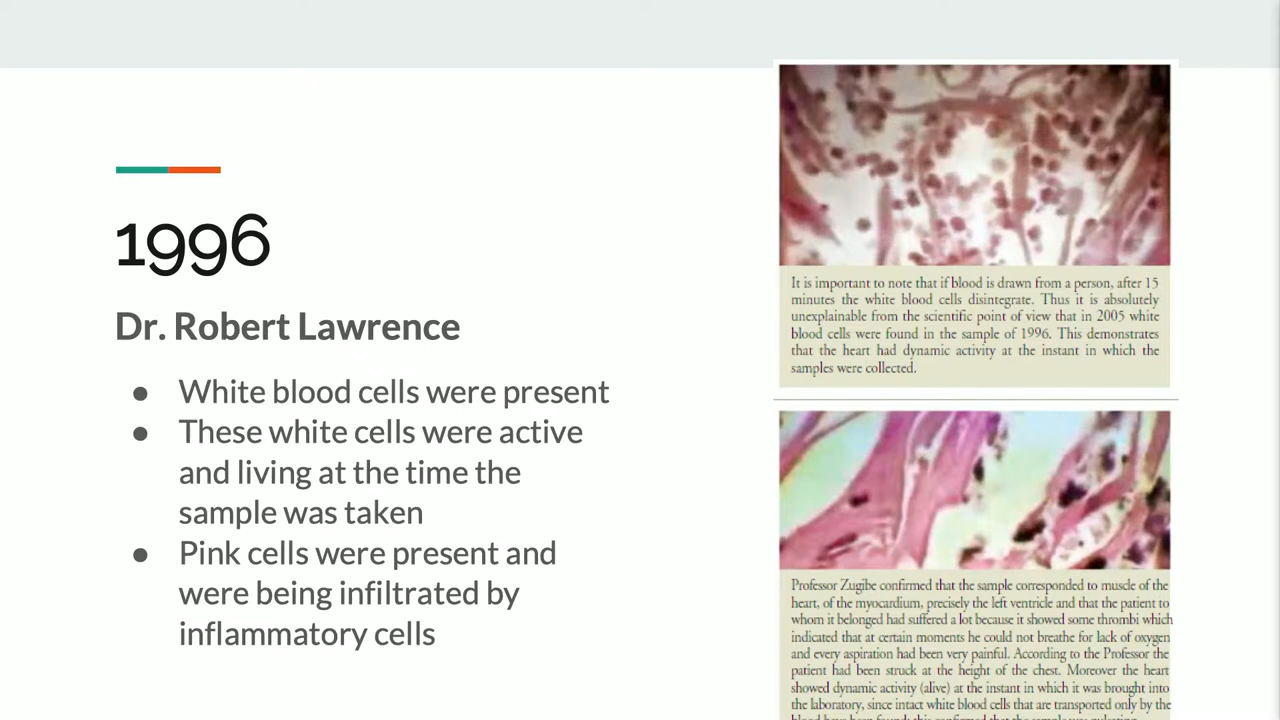 1996
Dr. Robert Lawrence
● White blood cells were present
● These white cells were active
and living at the time the
sample was taken
● Pink cells were present and
were being infiltrated by
inflammatory cells
It is important to note that if blood is drawn from a person, after 15
minutes the white blood cells disintegrate. Thus it is absolutely
unexplainable from the scientific point of view that in 2005 white
blood cells were found in the sample of 1996. This demonstrates
that the heart had dynamic activity at the instant in which the
samples were collected.
Professor Zugibe confirmed that the sample corresponded to muscle of the
heart, of the myocardium, precisely the left ventricle and that the patient to
whom it belonged had suffered a lot because it showed some thrombi which
indicated that at certain moments he could not breathe for lack of oxygen
and every aspiration had been very painful. According to the Professor the
patient had been struck at the height of the chest. Moreover the heart
showed dynamic activity (alive) at the instant in which it was brought into
the laboratory, since intact white blood cells that are transported only by the